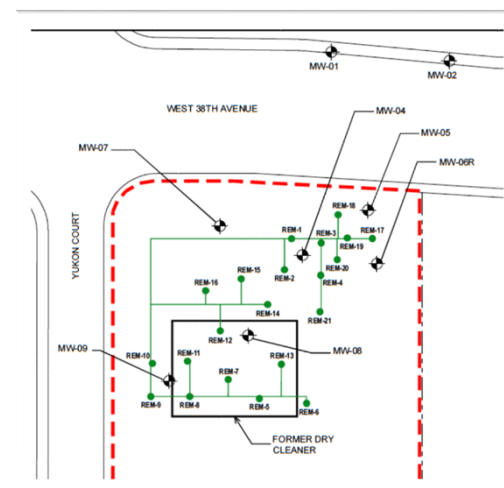 MW-01
MW-02
WEST 38TH AVENUE
MW-04
MW-05
MW-07
MW-06R
YUKON COURT
REM-18
REM-1
REM-3
REM-17
REM-19
REM-20
REM-2
REM-15
REM-4
REM-16
REM-14
REM-21
REM-12
MW-09
MW-08
REM-10
REM-11
REM-13
REM-7
REM-9
REM-8
REM-5
REM-6
FORMER DRY
CLEANER